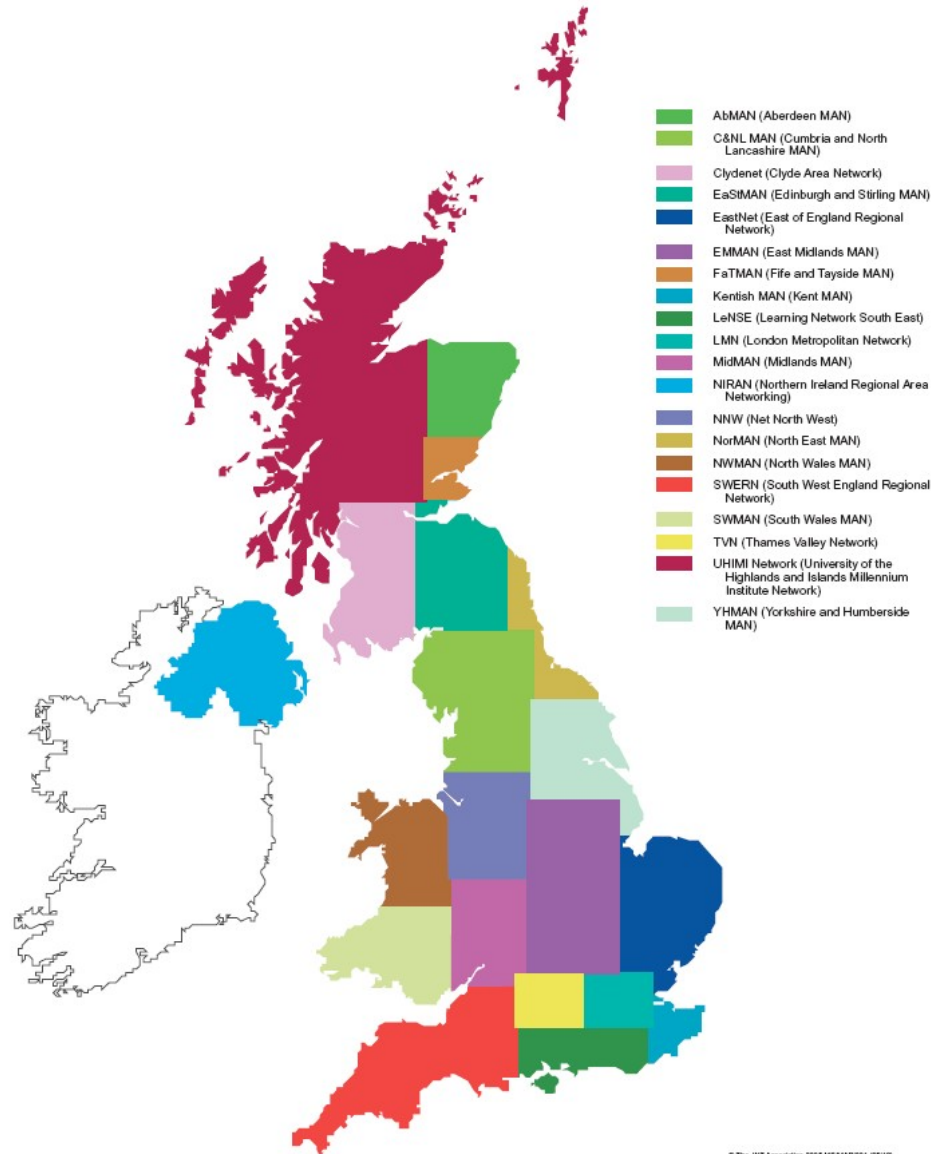 AbMAN (Aberdeen MAN)
C&NL MAN (Cumbria and North
Lancashire MAN)
Clydenet (Clyde Area Network)
EaStMAN (Edinburgh and Stirling MAN)
EastNet (East of England Regional
Network)
EMMAN (East Midlands MAN)
FaTMAN (Fife and Tayside MAN)
Kentish MAN (Kent MAN)
LeNSE (Learning Network South East)
LMN (London Metropolitan Network)
MidMAN (Midlands MAN)
NIRAN (Northern Ireland Regional Area
Networking)
NNW (Net North West)
NorMAN (North East MAN)
NWMAN (North Wales MAN)
SWERN (South West England Regional
Network)
SWMAN (South Wales MAN)
TVN (Thames Valley Network)
UHIMI Network (University of the
Highlands and Islands Millennium
Institute Network)
YHMAN (Yorkshire and Humberside
MAN)